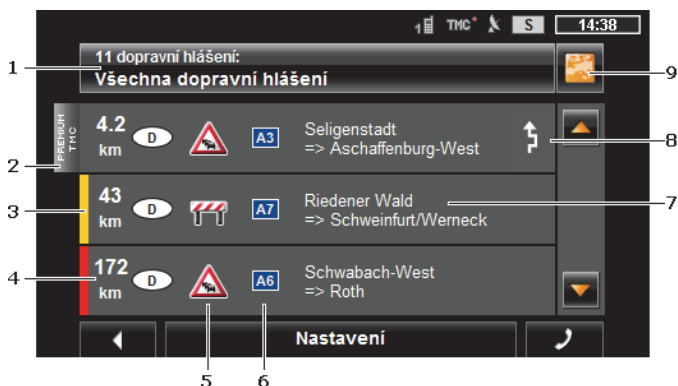 1 TMC S 14:38
11 dopravní hlášení:
Všechna dopravní hlášení
1
9
PREMIUM
TMC
4.2
km
D
A3
Seligenstadt
=> Aschaffenburg-West
8
2
43
km
D
A7
Riedener Wald
=> Schweinfurt/Werneck
3
7
172
km
D
A6
Schwabach-West
=> Roth
4
Nastavení
5 6